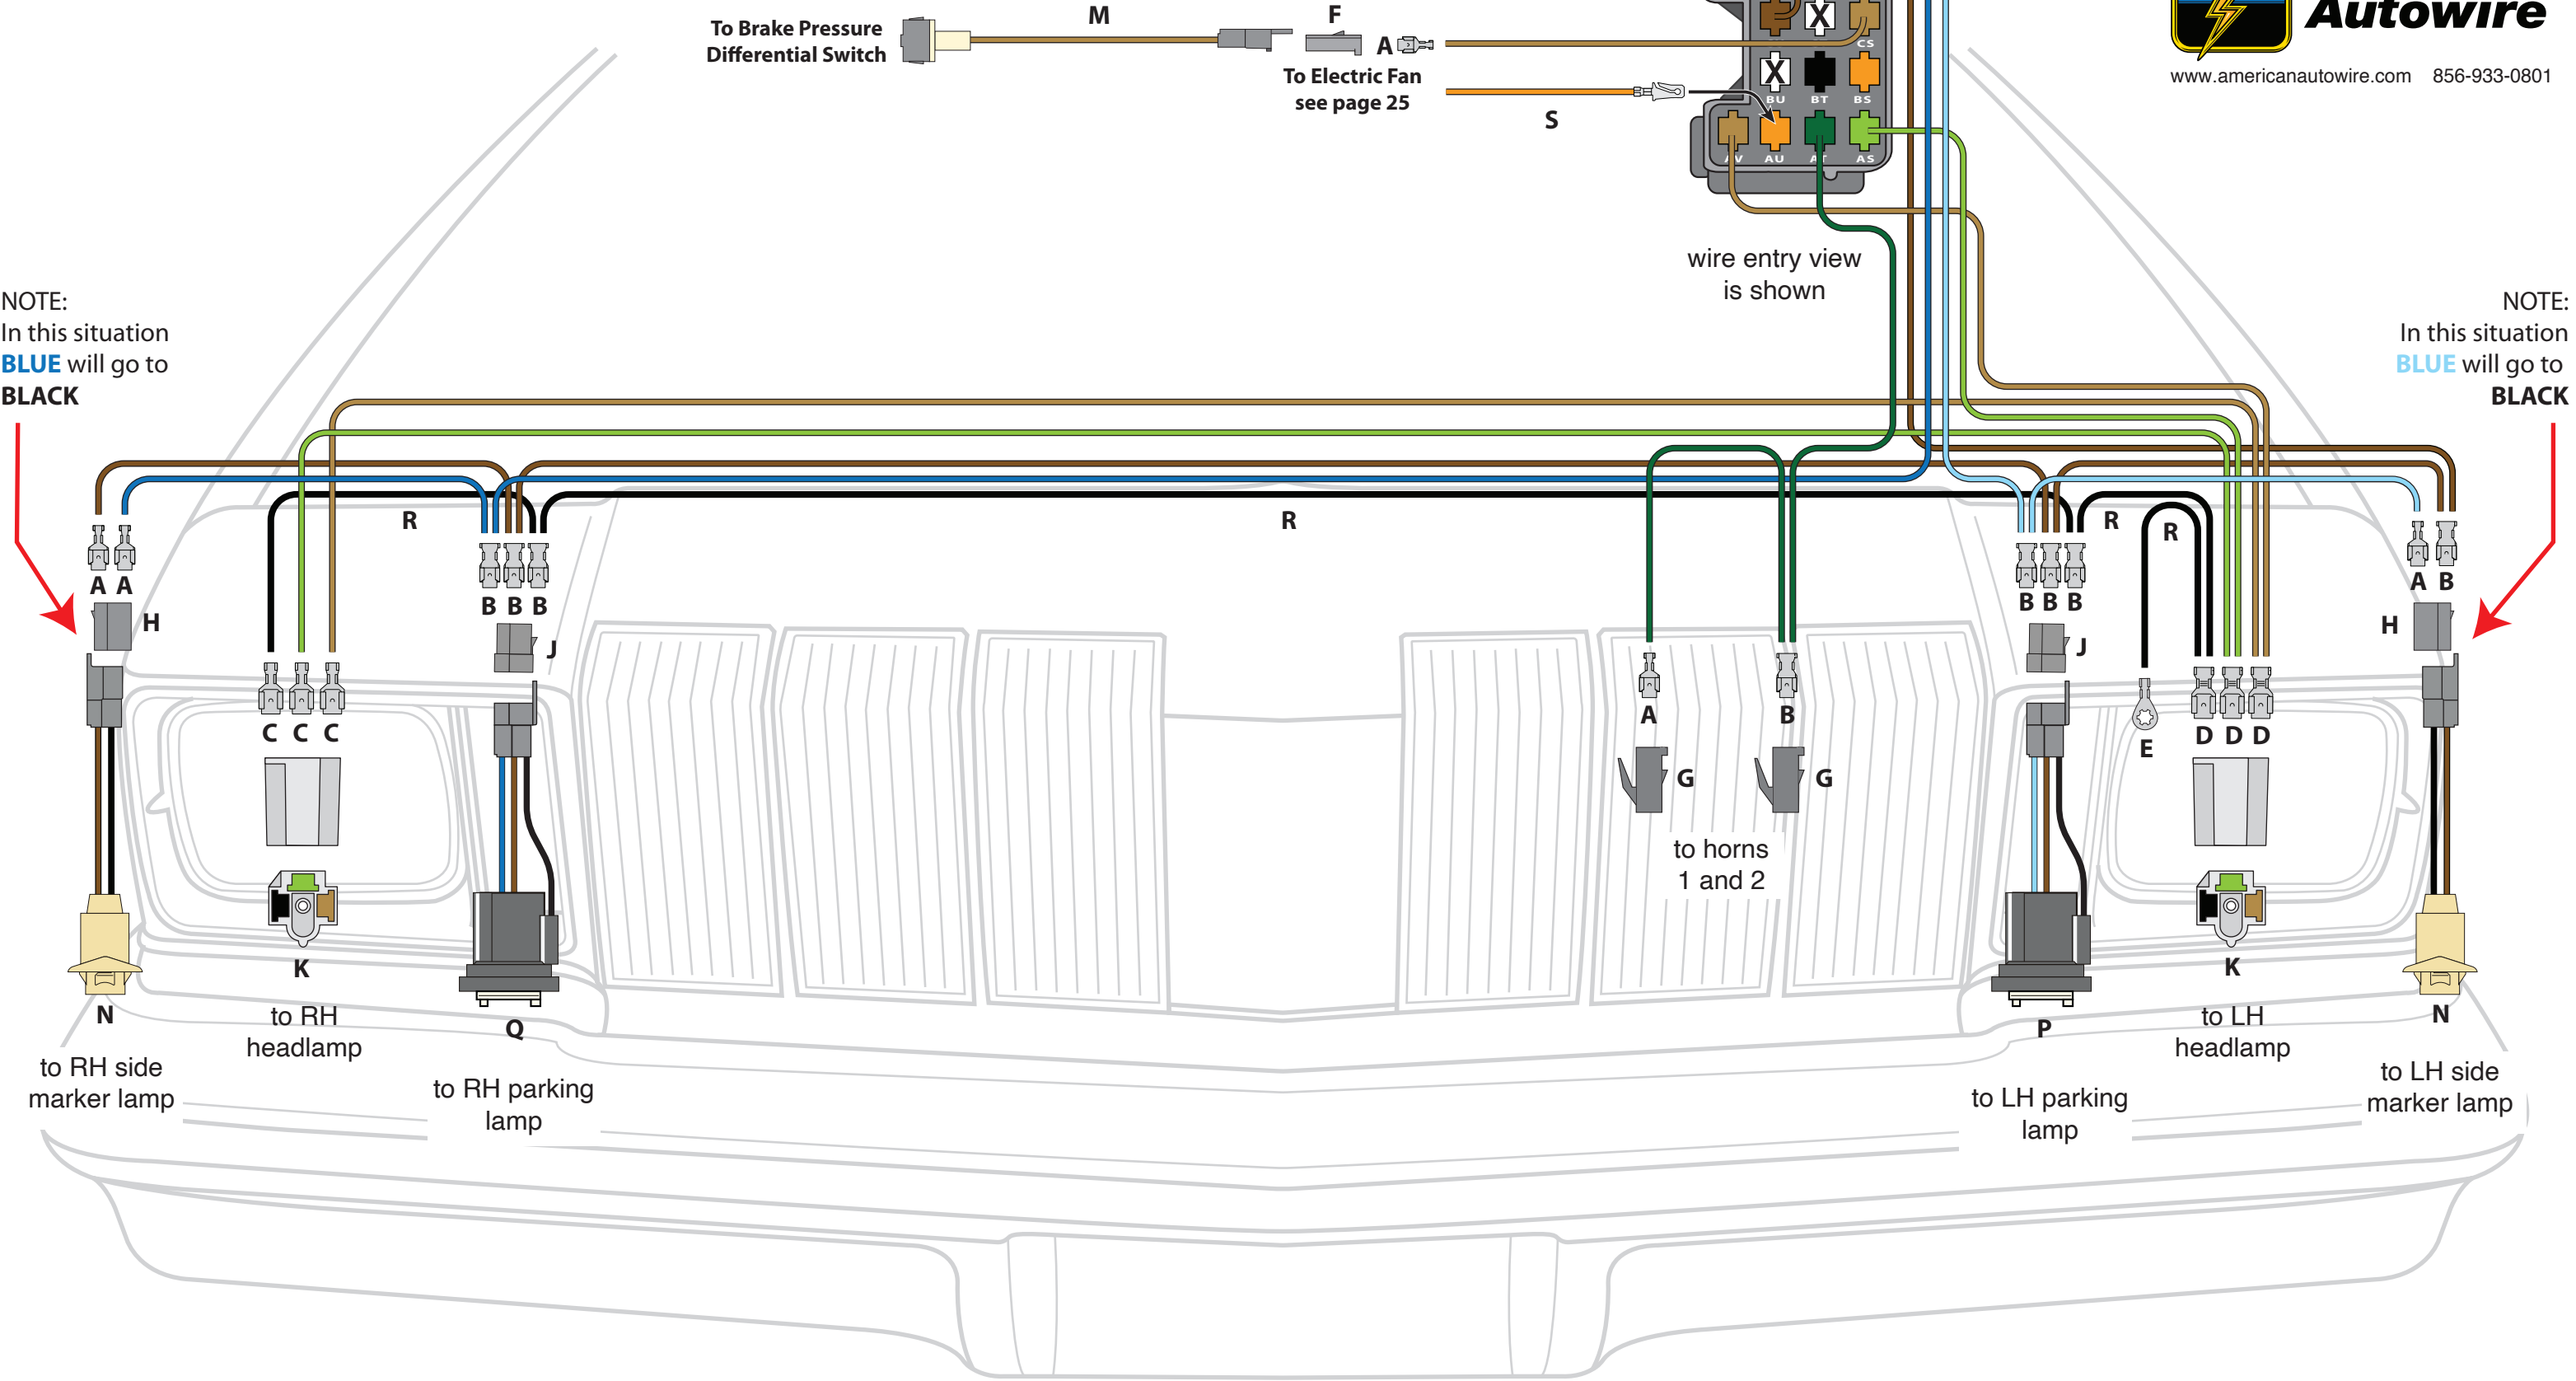 M
F
To Brake Pressure
Differential Switch
A
To Electric Fan
see page 25
S
X
CS
X
BU BT BS
AV AU AT AS
Autowire
www.americanautowire.com 856-933-0801
wire entry view
is shown
NOTE:
In this situation
BLUE will go to
BLACK
NOTE:
In this situation
BLUE will go to
BLACK
R
R
R
R
A A
H
B B B
J
C C C
A
G
B
G
to horns
1 and 2
B B B
J
E
D D D
A B
H
N
to RH side
marker lamp
K
to RH
headlamp
Q
to RH parking
lamp
P
to LH parking
lamp
K
to LH
headlamp
N
to LH side
marker lamp